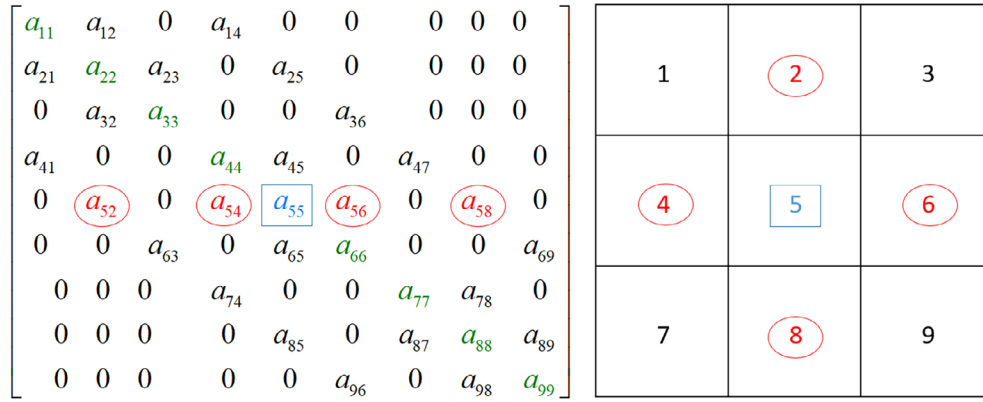 a₁₁ a₁₂ 0 a₁₄ 0 0 0 0 0
a₂₁ a₂₂ a₂₃ 0 a₂₅ 0 0 0 0
0 a₃₂ a₃₃ 0 0 a₃₆ 0 0 0
a₄₁ 0 0 a₄₄ a₄₅ 0 a₄₇ 0 0
0 a₅₂ 0 a₅₄ a₅₅ a₅₆ 0 a₅₈ 0
0 0 a₆₃ 0 a₆₅ a₆₆ 0 0 a₆₉
0 0 0 a₇₄ 0 0 a₇₇ a₇₈ 0
0 0 0 0 a₈₅ 0 a₈₇ a₈₈ a₈₉
0 0 0 0 0 a₉₆ 0 a₉₈ a₉₉
1 2 3
4 5 6
7 8 9